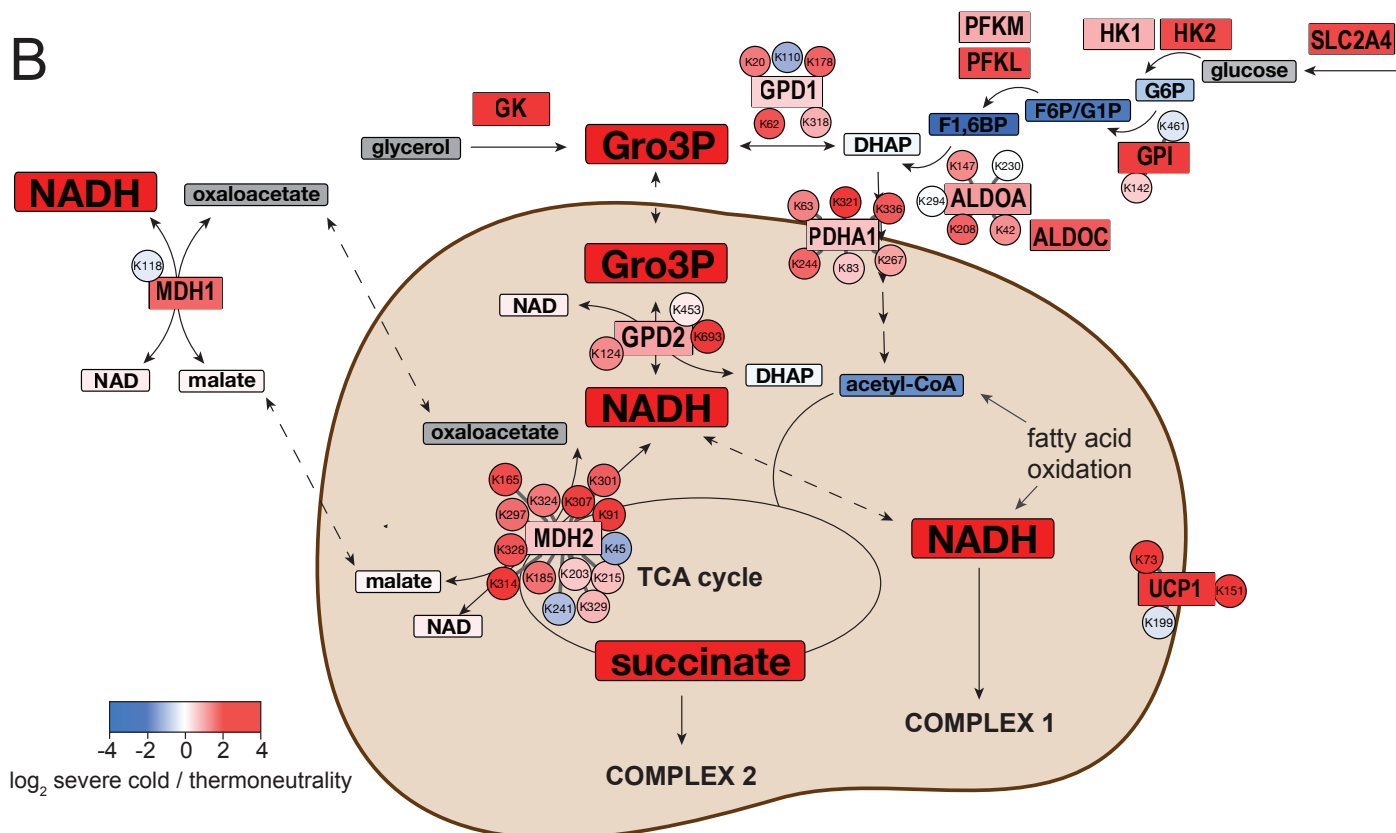 B
PFKM
PFKL
HK1
HK2
SLC2A4
glucose
G6P
F6P/G1P
F1,6BP
K461
GPI
K142
K20
K110
K178
GPD1
K62
K318
DHAP
GK
glycerol
Gro3P
K147
K230
K294
ALDOA
K208
K42
ALDOC
NADH
oxaloacetate
K118
MDH1
NAD
malate
K63
K321
K336
PDHA1
K244
K83
K267
Gro3P
NAD
K453
GPD2
K693
K124
DHAP
acetyl-CoA
NADH
oxaloacetate
fatty acid
oxidation
K165
K324
K307
K301
K297
K91
MDH2
K328
K45
K314
K185
K203
K215
K241
K329
TCA cycle
malate
NAD
NADH
K73
UCP1
K151
K199
succinate
COMPLEX 1
COMPLEX 2
-4 -2 0 2 4
log2 severe cold / thermoneutrality